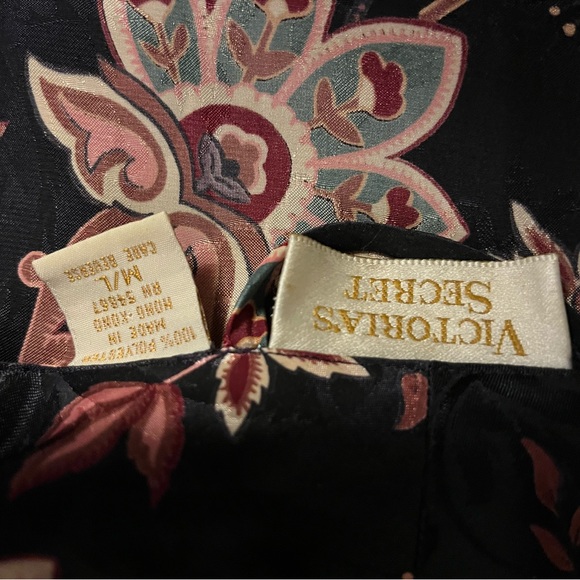 VICTORIA'S
SECRET
100% POLYESTER
MADE IN
HONG KONG
RN 54867
M/L
CARE REVERSE